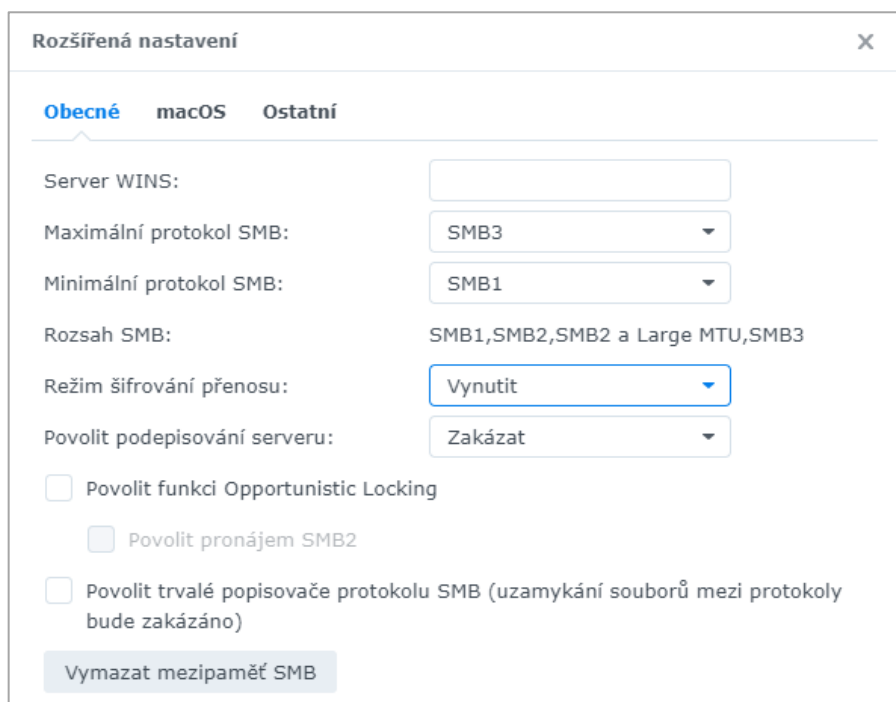 Rozšířená nastavení
Obecné macOS Ostatní
Server WINS:
Maximální protokol SMB: SMB3
Minimální protokol SMB: SMB1
Rozsah SMB: SMB1,SMB2,SMB2 a Large MTU,SMB3
Režim šifrování přenosu: Vynutit
Povolit podepisování serveru: Zakázat
Povolit funkci Opportunistic Locking
Povolit pronájem SMB2
Povolit trvalé popisovače protokolu SMB (uzamykání souborů mezi protokoly
bude zakázáno)
Vymazat mezipaměť SMB